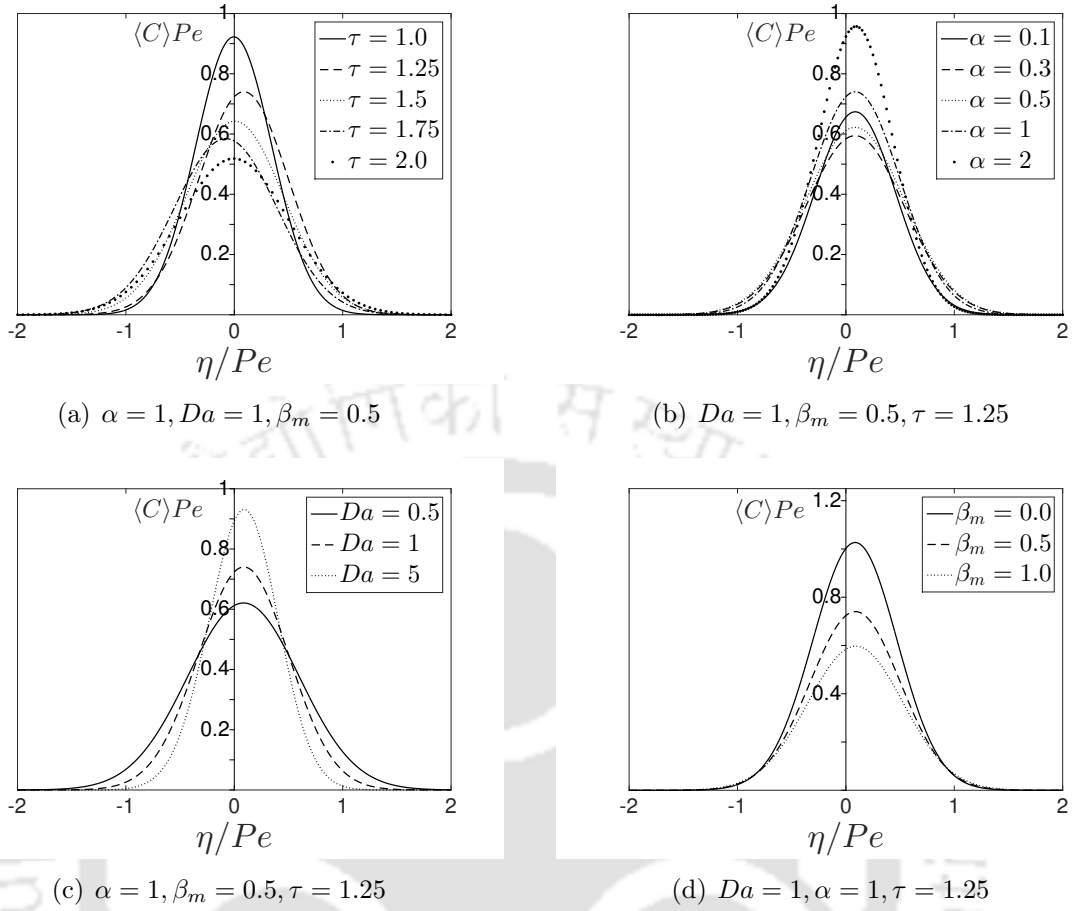 ⟨C⟩Pe
τ = 1.0
τ = 1.25
τ = 1.5
τ = 1.75
τ = 2.0
1
0.8
0.6
0.4
0.2
-2 -1 0 1 2
η/Pe
(a) α = 1, Da = 1, β_m = 0.5
⟨C⟩Pe
α = 0.1
α = 0.3
α = 0.5
α = 1
α = 2
1
0.8
0.6
0.4
0.2
-2 -1 0 1 2
η/Pe
(b) Da = 1, β_m = 0.5, τ = 1.25
⟨C⟩Pe
Da = 0.5
Da = 1
Da = 5
1
0.8
0.6
0.4
0.2
-2 -1 0 1 2
η/Pe
(c) α = 1, β_m = 0.5, τ = 1.25
⟨C⟩Pe
β_m = 0.0
β_m = 0.5
β_m = 1.0
1.2
0.8
0.4
-2 -1 0 1 2
η/Pe
(d) Da = 1, α = 1, τ = 1.25